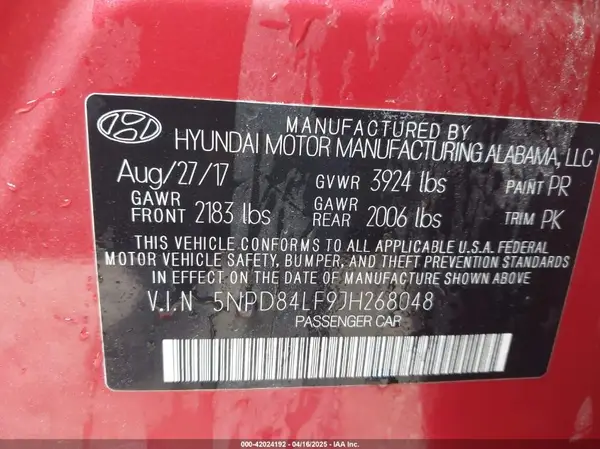 MANUFACTURED BY
HYUNDAI MOTOR MANUFACTURING ALABAMA, LLC
Aug/27/17 GVWR 3924 lbs PAINT PR
GAWR FRONT 2183 lbs GAWR REAR 2006 lbs TRIM PK
THIS VEHICLE CONFORMS TO ALL APPLICABLE U.S.A. FEDERAL
MOTOR VEHICLE SAFETY, BUMPER, AND THEFT PREVENTION STANDARDS
IN EFFECT ON THE DATE OF MANUFACTURE SHOWN ABOVE
V.I.N 5NPD84LF9JH268048
PASSENGER CAR
000-42024192 - 04/16/2025 - IAA Inc.